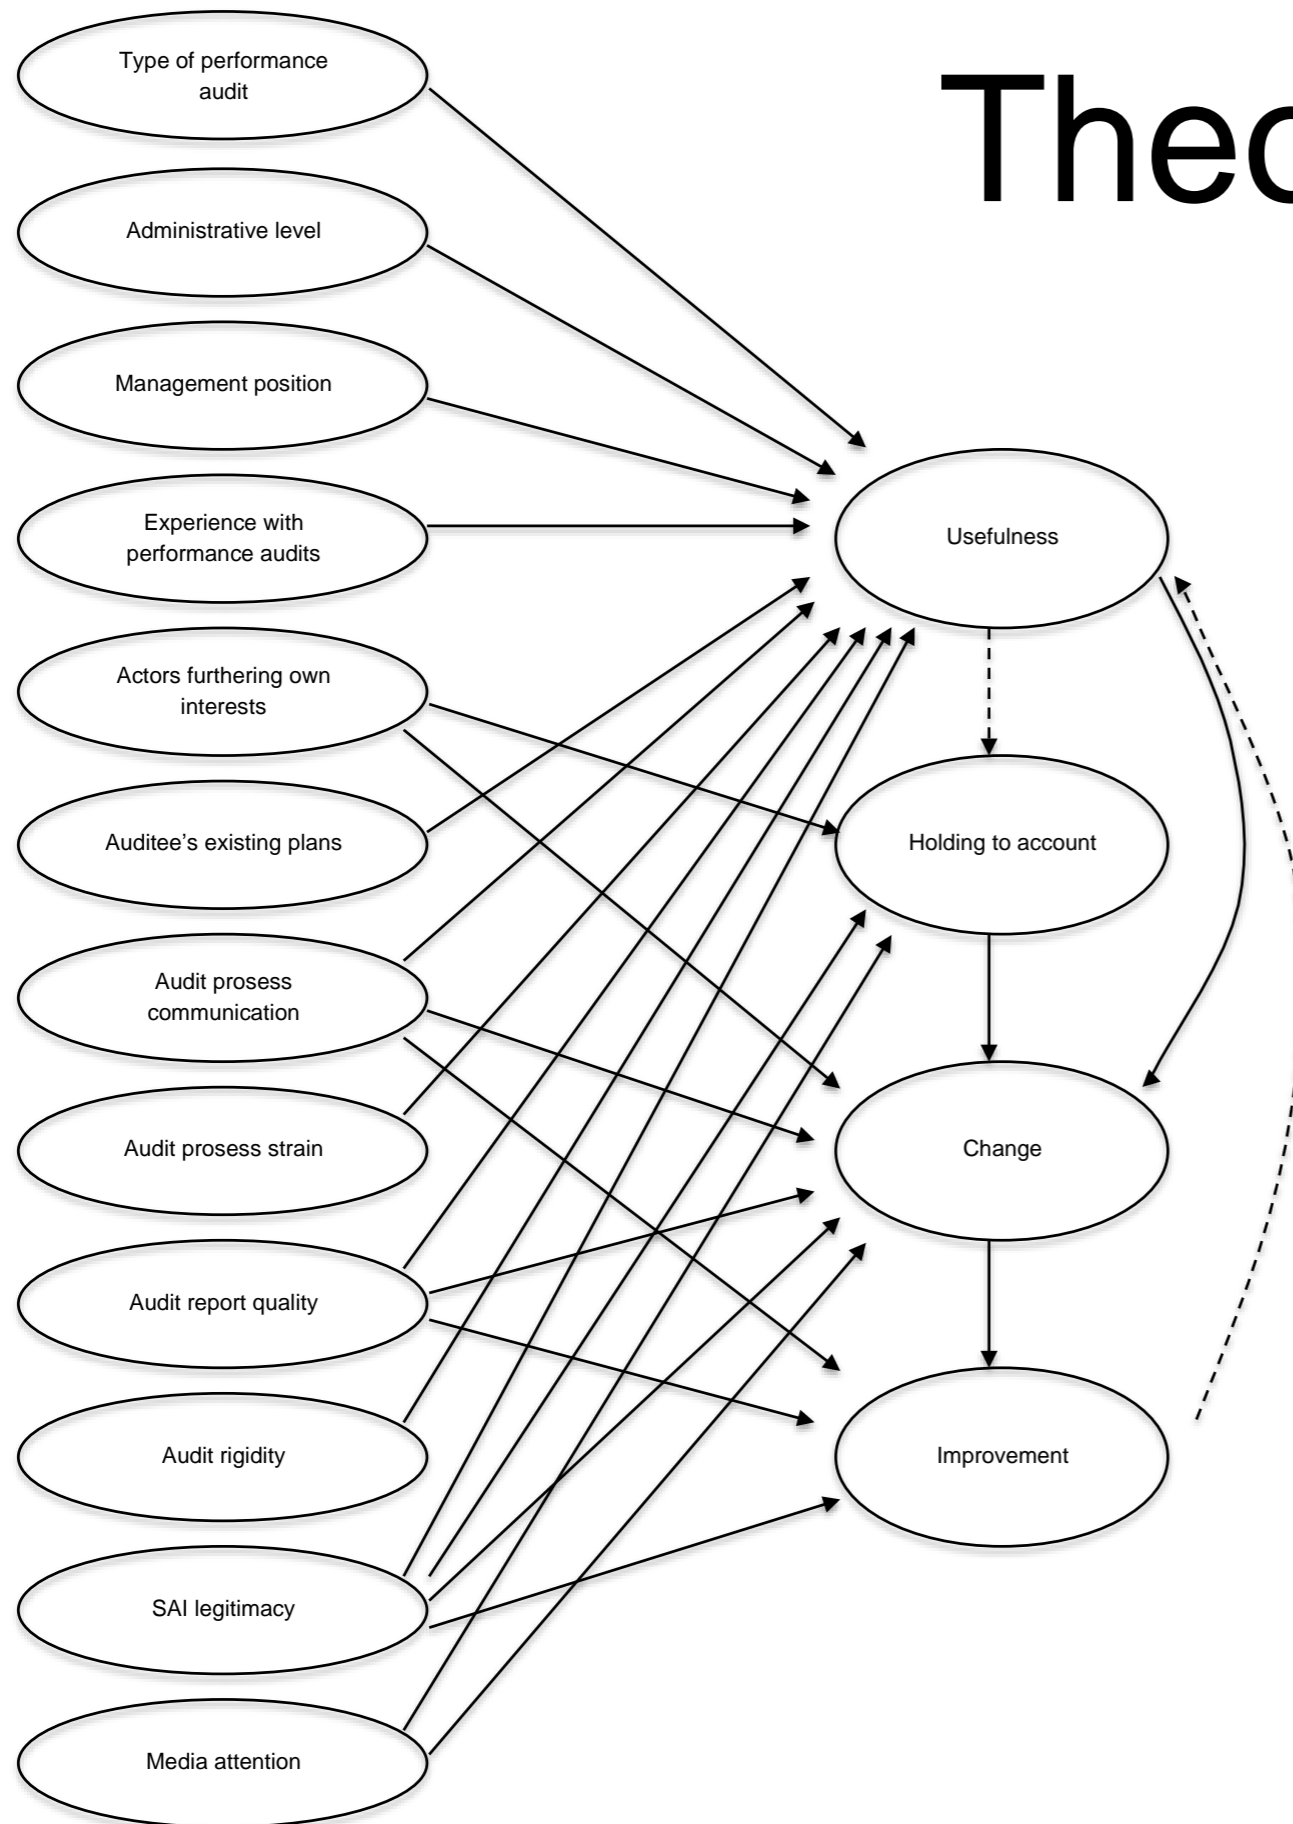 Type of performance
audit
Theo
Administrative level
Management position
Experience with
performance audits
Usefulness
Actors furthering own
interests
Auditee’s existing plans
Holding to account
Audit prosess
communication
Audit prosess strain
Change
Audit report quality
Audit rigidity
Improvement
SAI legitimacy
Media attention